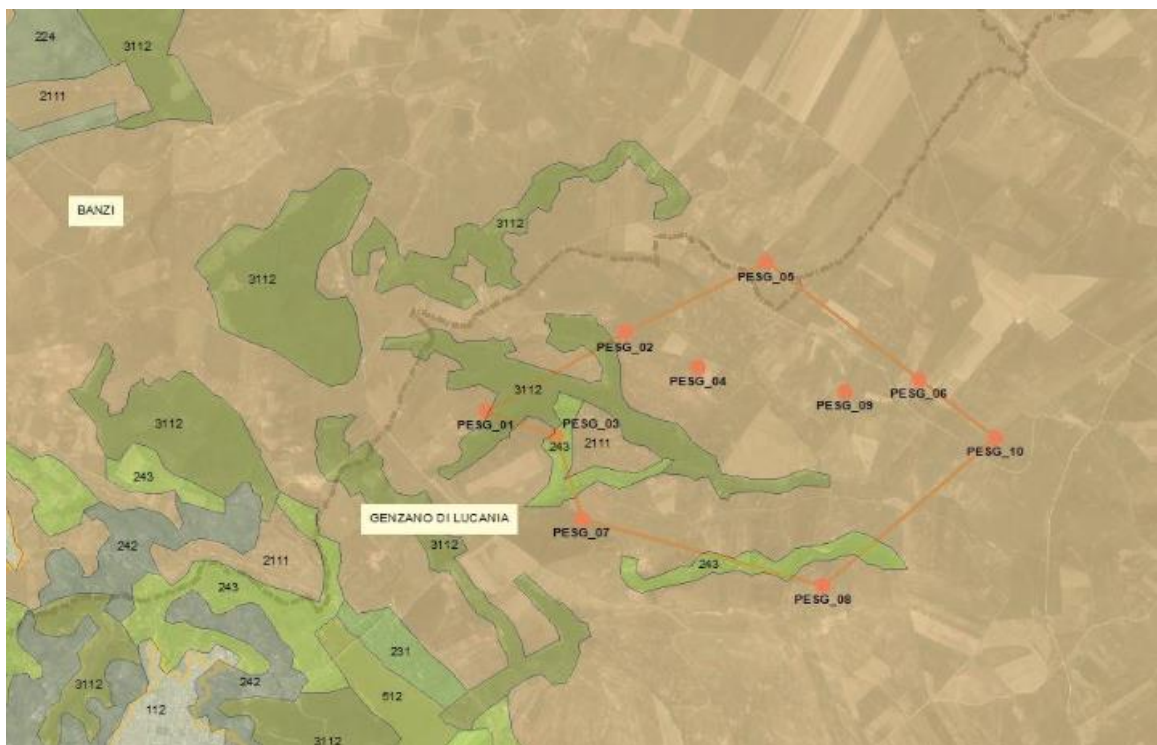 224
3112
2111
BANZI
3112
3112
PESG_05
PESG_02
PESG_04
3112
PESG_06
PESG_09
PESG_01
PESG_03
3112
243
2111
PESG_10
243
GENZANO DI LUCANIA
PESG_07
242
3112
2111
243
243
PESG_08
231
3112
242
512
112
3112